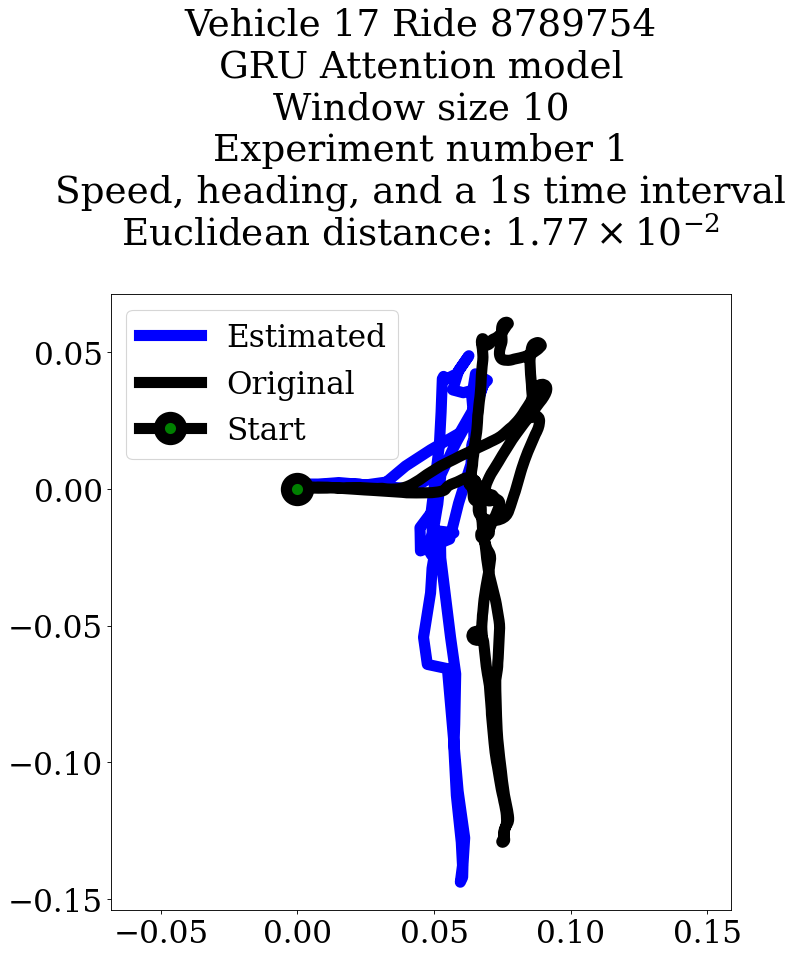 Vehicle 17 Ride 8789754
GRU Attention model
Window size 10
Experiment number 1
Speed, heading, and a 1s time interval
Euclidean distance: 1.77 × 10⁻²
Estimated
Original
Start
0.05
0.00
−0.05
−0.10
−0.15
−0.05 0.00 0.05 0.10 0.15